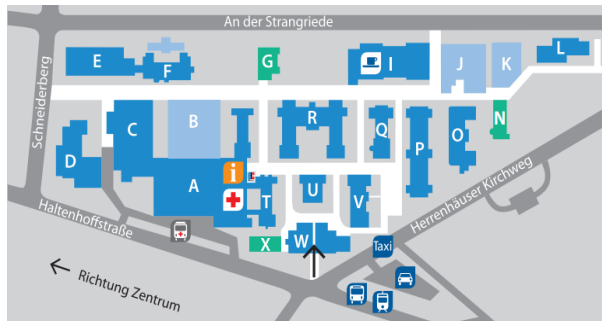 An der Strangriede
Schneiderberg
E
F
G
I
J
K
L
D
C
B
R
Q
P
O
N
A
i
T
U
V
X
W
Haltenhoffstraße
Herrenhäuser Kirchweg
Taxi
Richtung Zentrum